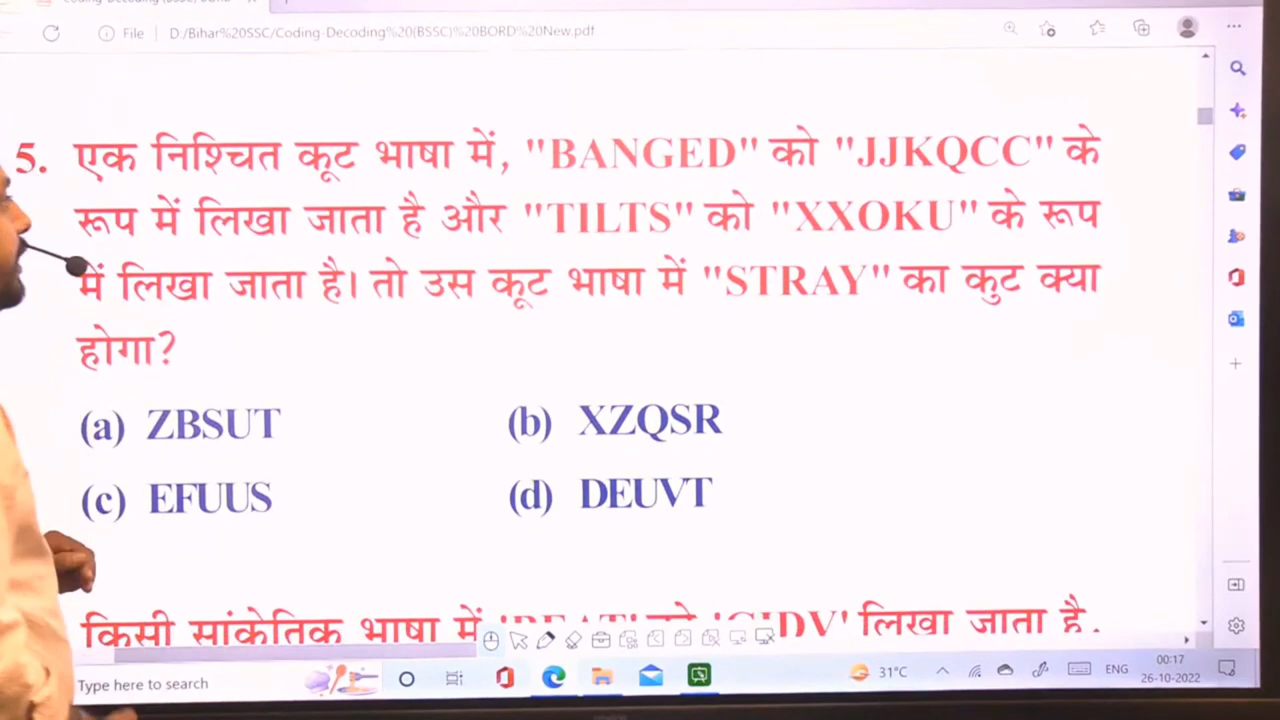 File D:/Bihar%20SSC/Coding-Decoding%20(BSSC)%20BORD%20New.pdf
5. एक निश्चित कूट भाषा में, "BANGED" को "JJKQCC" के
रूप में लिखा जाता है और "TILTS" को "XXOKU" के रूप
में लिखा जाता है। तो उस कूट भाषा में "STRAY" का कुट क्या
होगा?
(a) ZBSUT (b) XZQSR
(c) EFUUS (d) DEUVT
किसी सांकेतिक भाषा में लिखा जाता है.
Type here to search 31°C ENG 00:17
26-10-2022